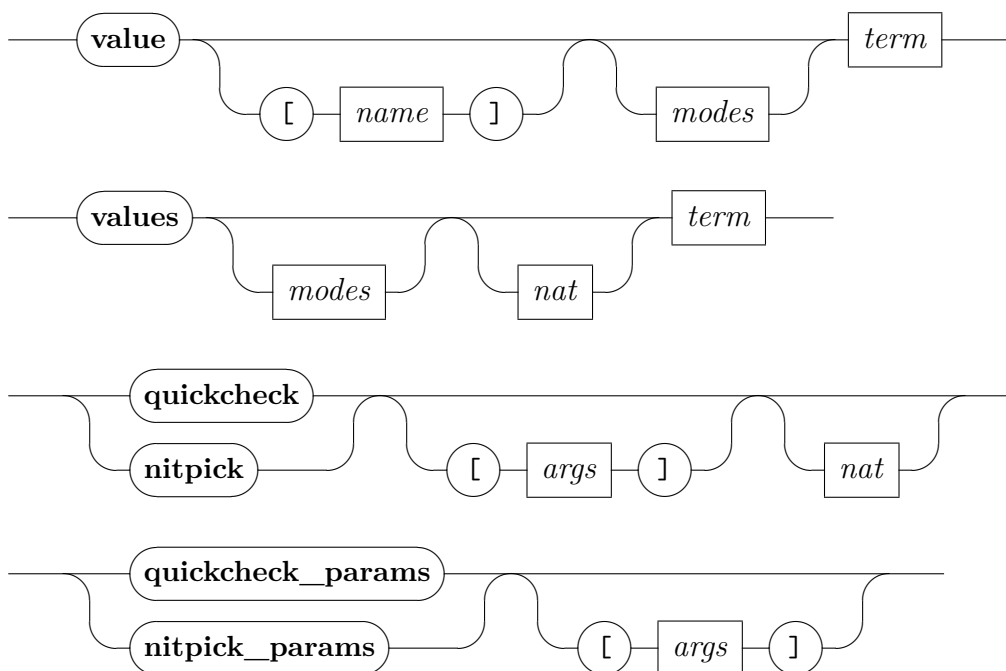 value term
[ name ] modes
values term
modes nat
quickcheck
nitpick [ args ] nat
quickcheck_params
nitpick_params [ args ]